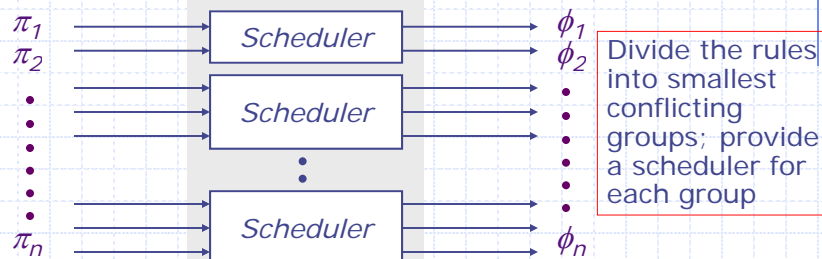 π1
π2
πn
Scheduler
Scheduler
Scheduler
ϕ1
ϕ2
ϕn
Divide the rules
into smallest
conflicting
groups; provide
a scheduler for
each group